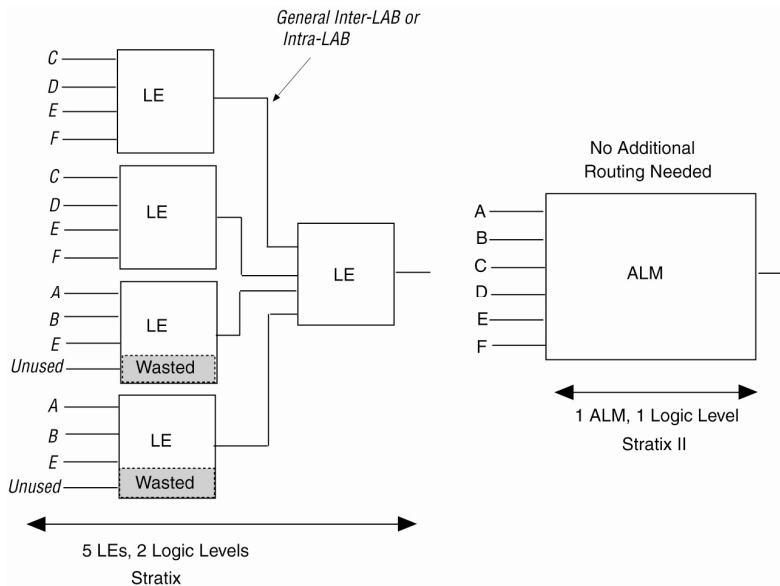 General Inter-LAB or
Intra-LAB
C
D
E
F
LE
C
D
E
F
LE
A
B
E
Unused
LE
Wasted
A
B
E
Unused
LE
Wasted
LE
5 LEs, 2 Logic Levels
Stratix
No Additional
Routing Needed
A
B
C
D
E
F
ALM
1 ALM, 1 Logic Level
Stratix II